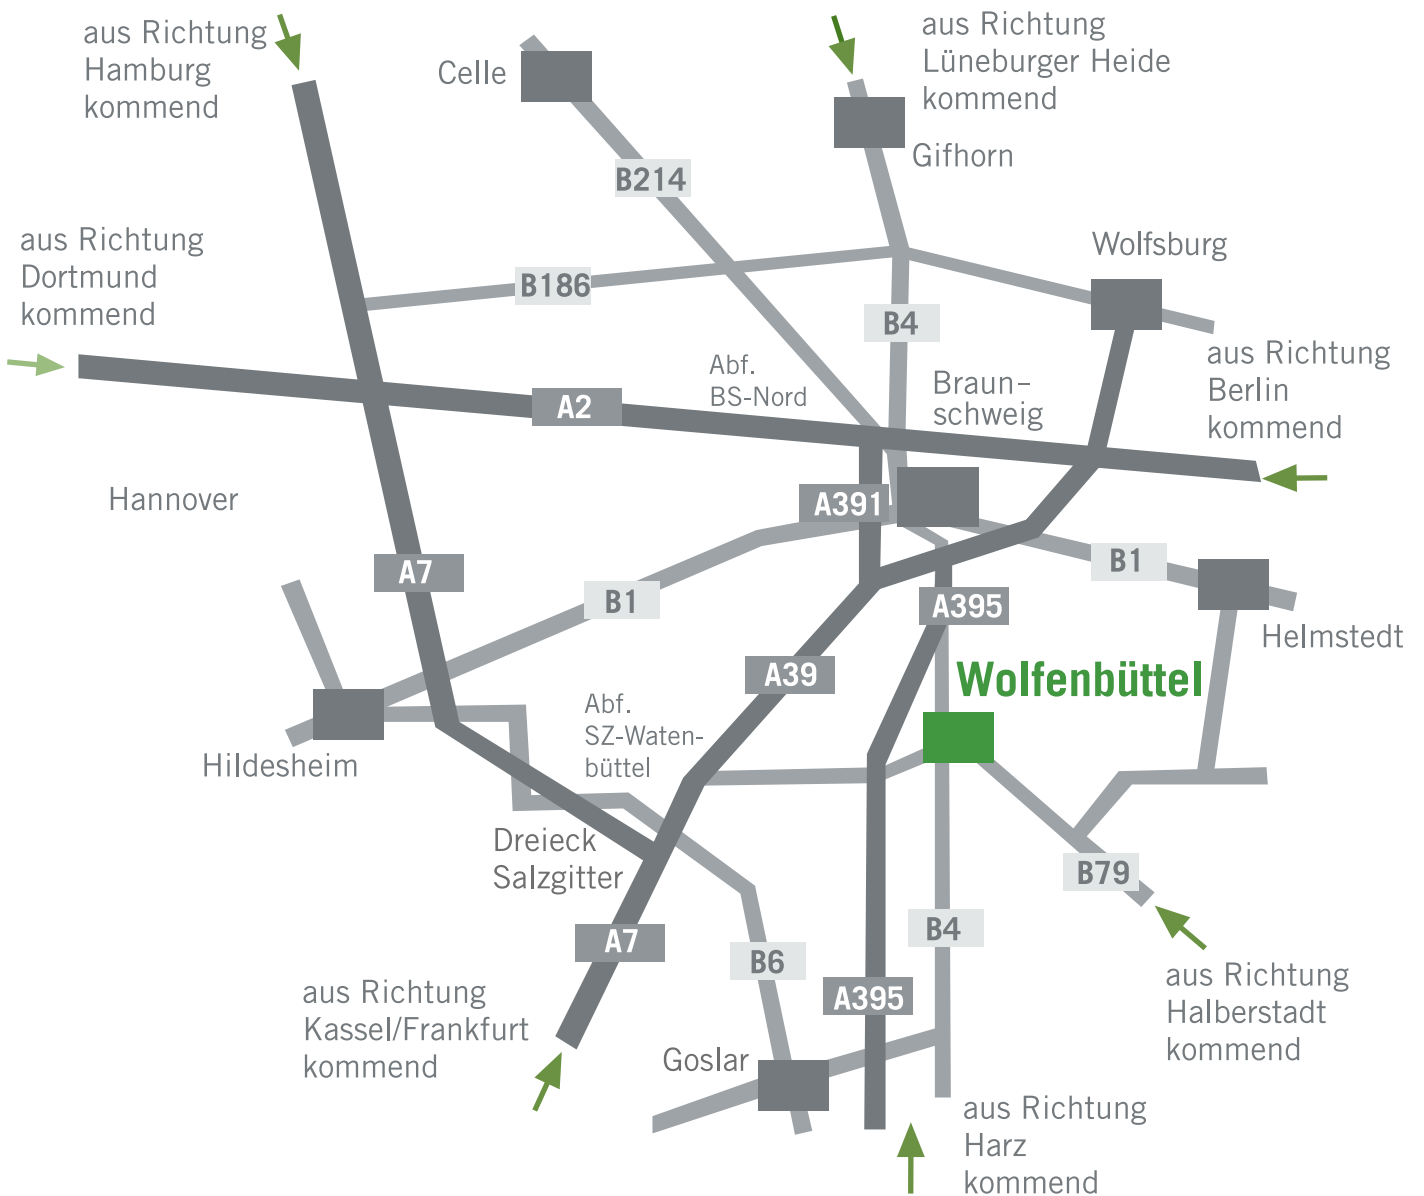 aus Richtung
Hamburg
kommend
Celle
aus Richtung
Lüneburger Heide
kommend
Gifhorn
B214
aus Richtung
Dortmund
kommend
Wolfsburg
B186
B4
aus Richtung
Berlin
kommend
Abf.
BS-Nord
Braun–
schweig
A2
Hannover
A391
A7
B1
B1
A395
Helmstedt
A39
Wolfenbüttel
Abf.
SZ-Waten-
büttel
Hildesheim
Dreieck
Salzgitter
B79
A7
B4
B6
A395
aus Richtung
Kassel/Frankfurt
kommend
aus Richtung
Halberstadt
kommend
Goslar
aus Richtung
Harz
kommend